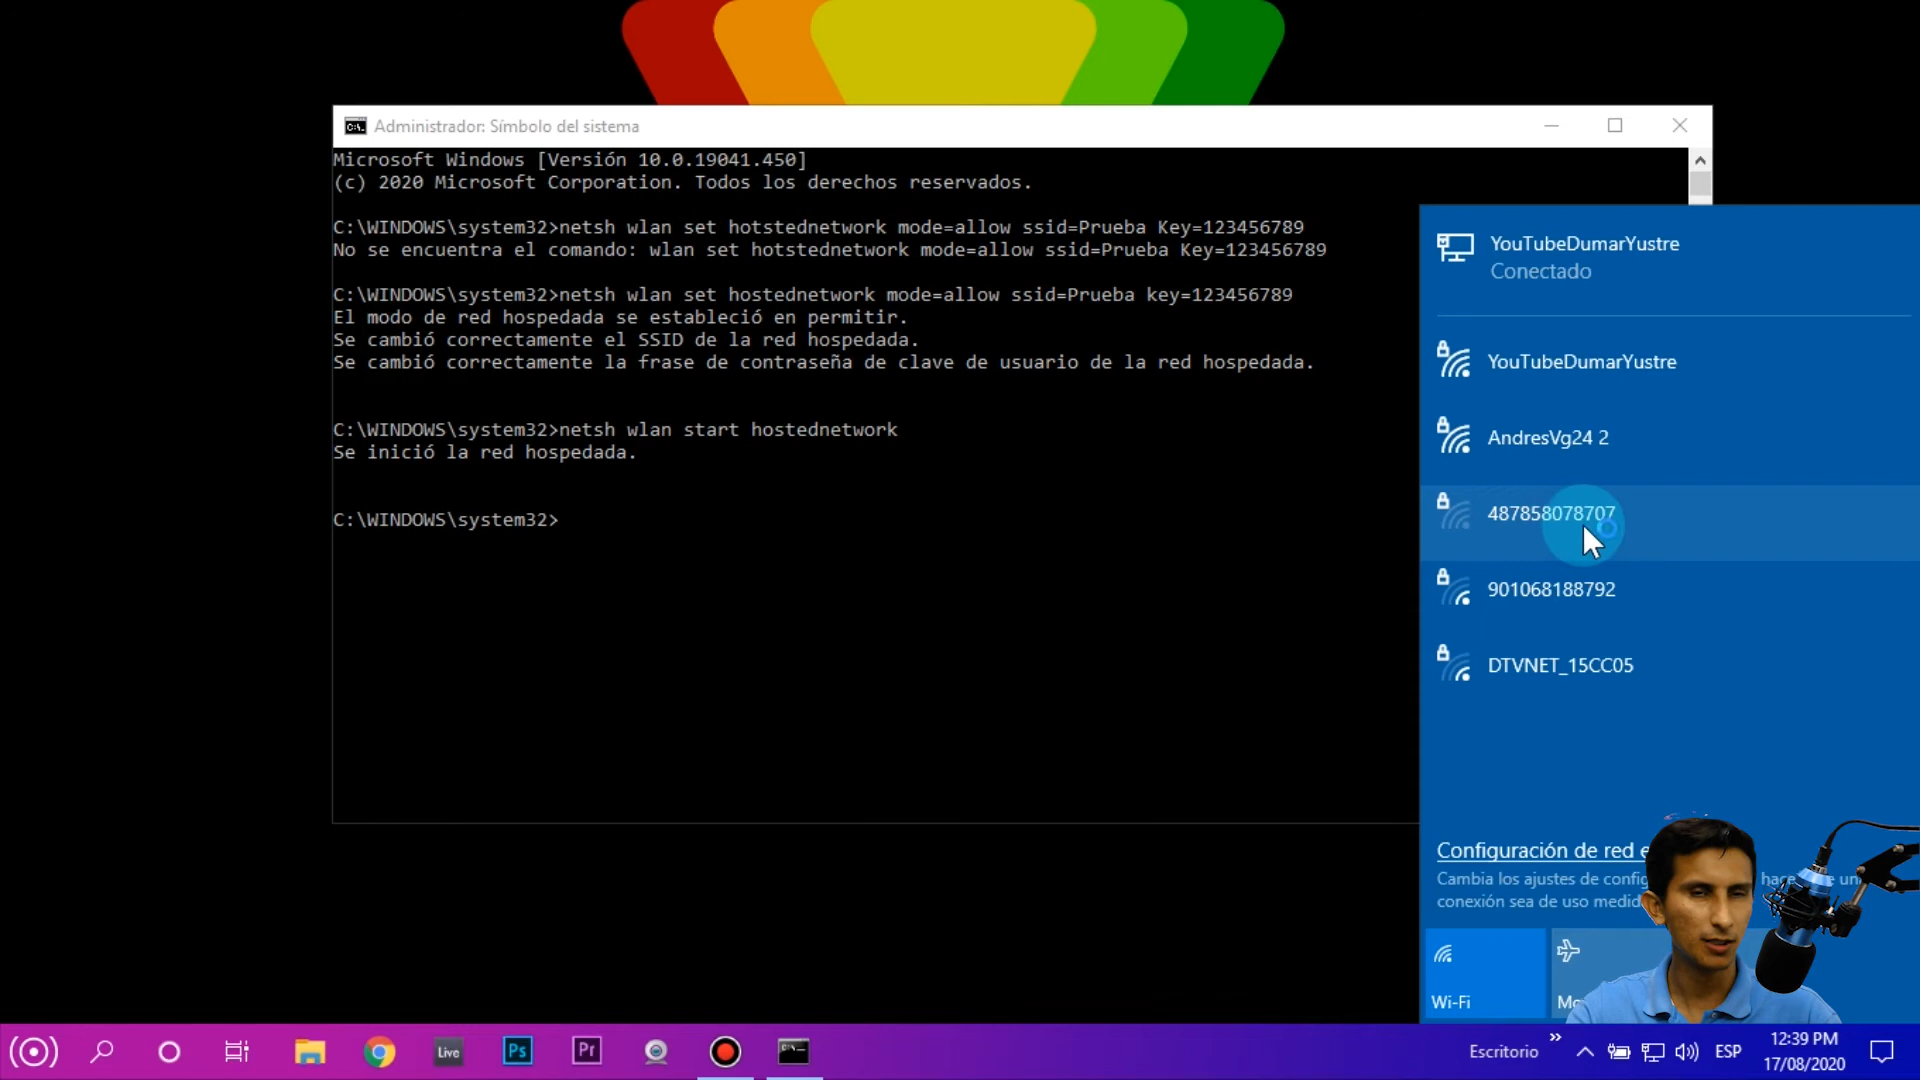 Administrador: Símbolo del sistema
Microsoft Windows [Versión 10.0.19041.450]
(c) 2020 Microsoft Corporation. Todos los derechos reservados.
C:\WINDOWS\system32>netsh wlan set hotstednetwork mode=allow ssid=Prueba Key=123456789
No se encuentra el comando: wlan set hotstednetwork mode=allow ssid=Prueba Key=123456789
C:\WINDOWS\system32>netsh wlan set hostednetwork mode=allow ssid=Prueba key=123456789
El modo de red hospedada se estableció en permitir.
Se cambió correctamente el SSID de la red hospedada.
Se cambió correctamente la frase de contraseña de clave de usuario de la red hospedada.
C:\WINDOWS\system32>netsh wlan start hostednetwork
Se inició la red hospedada.
C:\WINDOWS\system32>
YouTubeDumarYustre
Conectado
YouTubeDumarYustre
AndresVg24 2
487858078707
901068188792
DTVNET_15CC05
Configuración de red e
Cambia los ajustes de config hace un
conexión sea de uso medid
Wi-Fi
Mo
Live
Ps
Pr
Escritorio
ESP
12:39 PM
17/08/2020